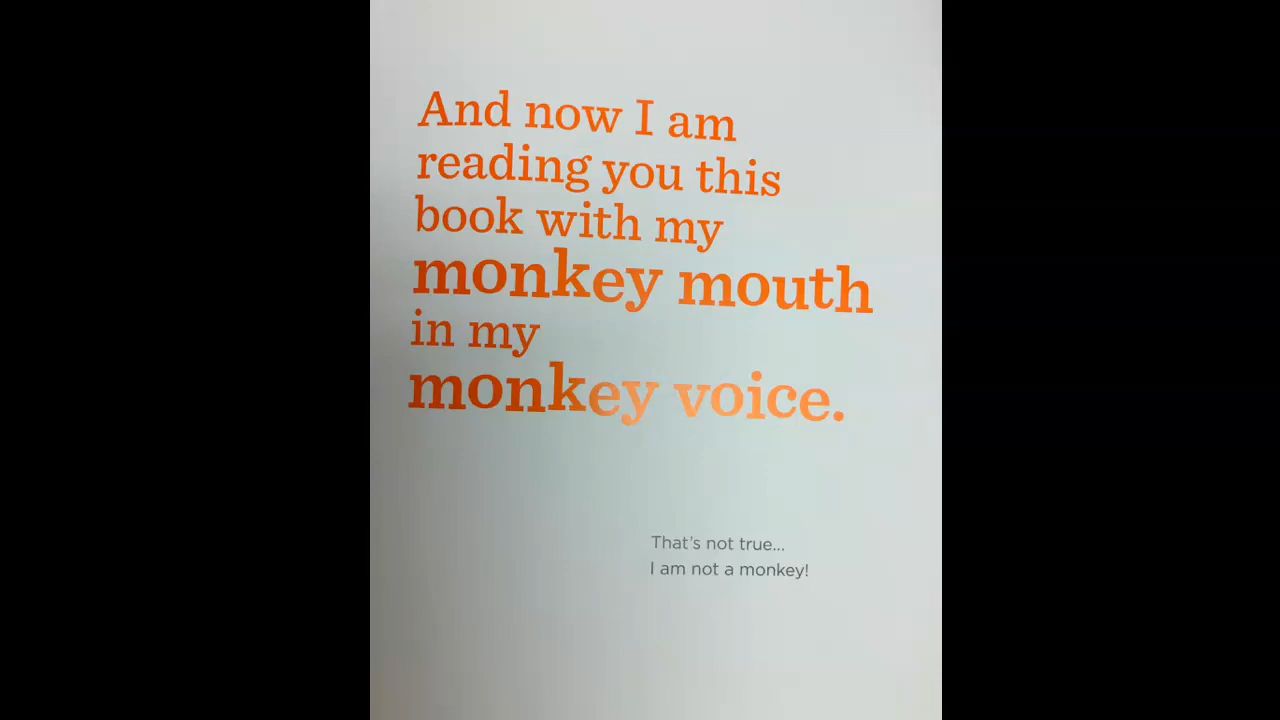 And now I am
reading you this
book with my
monkey mouth
in my
monkey voice.
That's not true...
I am not a monkey!